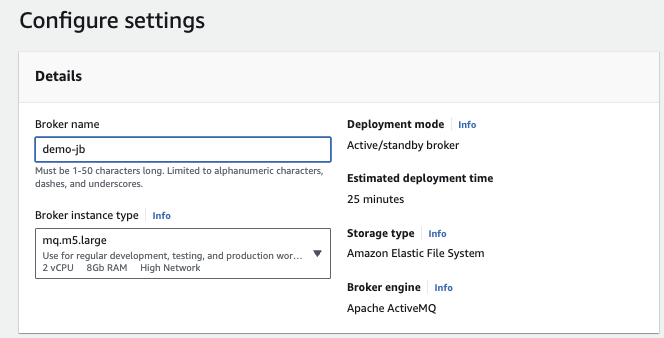 Configure settings
Details
Broker name
demo-jb
Must be 1-50 characters long. Limited to alphanumeric characters,
dashes, and underscores.
Broker instance type Info
mq.m5.large
Use for regular development, testing, and production wor...
2 vCPU 8Gb RAM High Network
Deployment mode Info
Active/standby broker
Estimated deployment time
25 minutes
Storage type Info
Amazon Elastic File System
Broker engine Info
Apache ActiveMQ